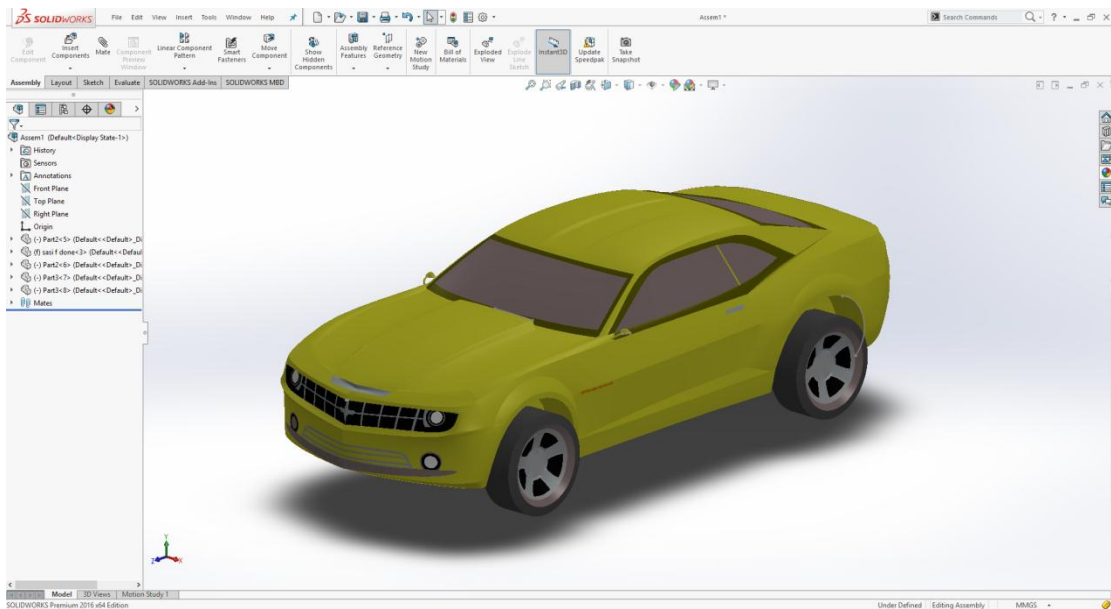 SOLIDWORKS File Edit View Insert Tools Window Help Assem1 * Search Commands
Edit Component
Insert Components
Mate
Component Preview Window
Linear Component Pattern
Smart Fasteners
Move Component
Show Hidden Components
Assembly Features
Reference Geometry
New Motion Study
Bill of Materials
Exploded View
Explode Line Sketch
Instant3D
Update Speedpak
Take Snapshot
Assembly Layout Sketch Evaluate SOLIDWORKS Add-Ins SOLIDWORKS MBD
Assem1 (Default<Display State-1>)
History
Sensors
Annotations
Front Plane
Top Plane
Right Plane
Origin
(-) Part2<5> (Default<<Default>_Di
(f) sasi f done<3> (Default<<Defaul
(-) Part2<6> (Default<<Default>_Di
(-) Part3<7> (Default<<Default>_Di
(-) Part3<8> (Default<<Default>_Di
Mates
Y
Z X
Model 3D Views Motion Study 1
SOLIDWORKS Premium 2016 x64 Edition Under Defined Editing Assembly MMGS